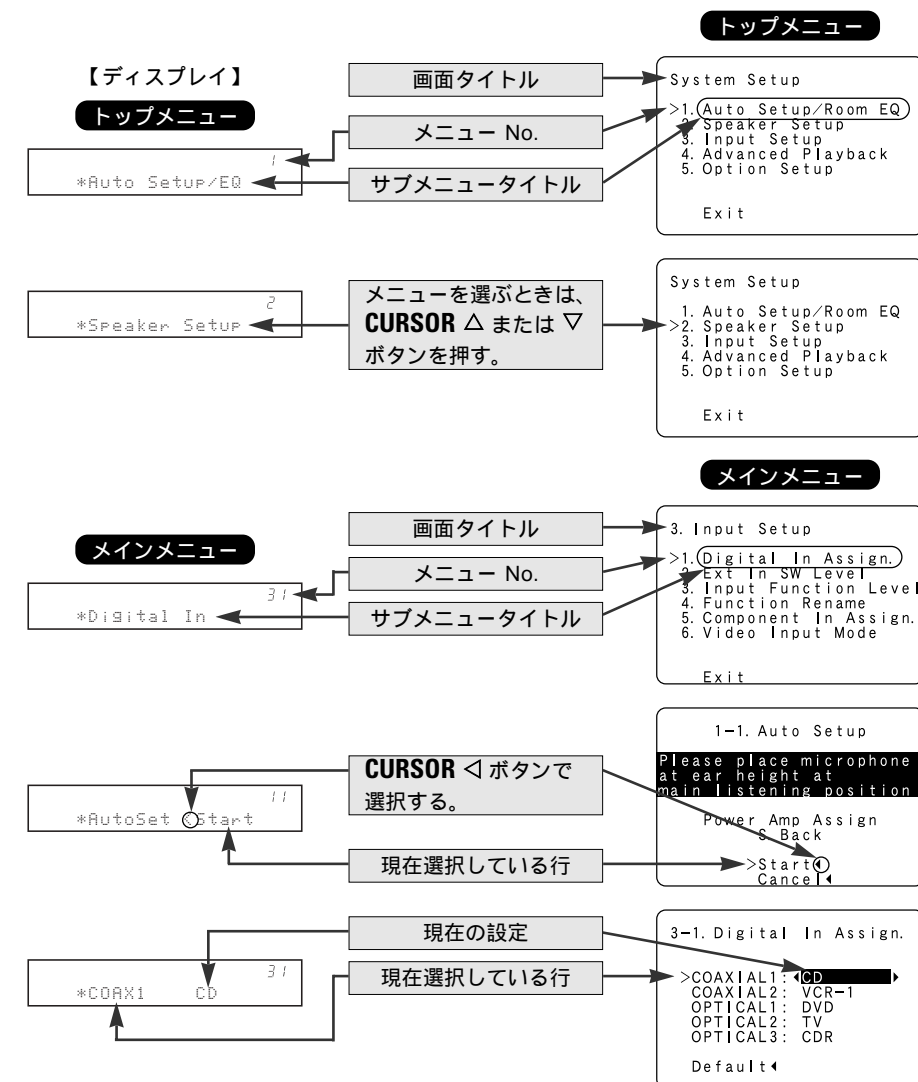 トップメニュー
【ディスプレイ】
トップメニュー
1
*Auto Setup/EQ
画面タイトル
メニュー No.
サブメニュータイトル
System Setup
>1. Auto Setup/Room EQ
2. Speaker Setup
3. Input Setup
4. Advanced Playback
5. Option Setup
Exit
2
*Speaker Setup
メニューを選ぶときは、
CURSOR △ または ▽
ボタンを押す。
System Setup
1. Auto Setup/Room EQ
>2. Speaker Setup
3. Input Setup
4. Advanced Playback
5. Option Setup
Exit
メインメニュー
メインメニュー
31
*Digital In
画面タイトル
メニュー No.
サブメニュータイトル
3. Input Setup
>1. Digital In Assign.
2. Ext In SW Level
3. Input Function Level
4. Function Rename
5. Component In Assign.
6. Video Input Mode
Exit
11
*AutoSet <Start
CURSOR ◁ ボタンで
選択する。
現在選択している行
1-1. Auto Setup
Please place microphone
at ear height at
main listening position
Power Amp Assign
S.Back
>Start◀
Cancel◀
31
*COAX1 CD
現在の設定
現在選択している行
3-1. Digital In Assign.
>COAXIAL1: ◀CD ▶
COAXIAL2: VCR-1
OPTICAL1: DVD
OPTICAL2: TV
OPTICAL3: CDR
Default◀